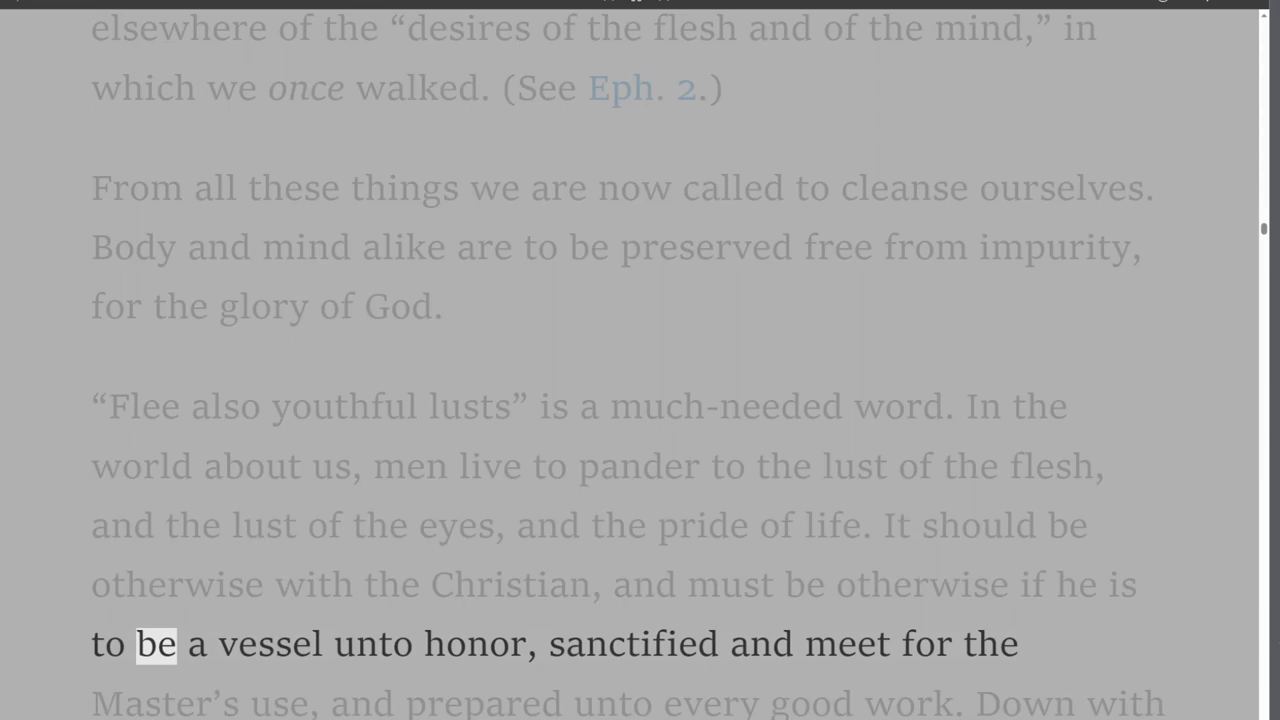 elsewhere of the “desires of the flesh and of the mind,” in
which we once walked. (See Eph. 2.)
From all these things we are now called to cleanse ourselves.
Body and mind alike are to be preserved free from impurity,
for the glory of God.
“Flee also youthful lusts” is a much-needed word. In the
world about us, men live to pander to the lust of the flesh,
and the lust of the eyes, and the pride of life. It should be
otherwise with the Christian, and must be otherwise if he is
to be a vessel unto honor, sanctified and meet for the
Master’s use, and prepared unto every good work. Down with